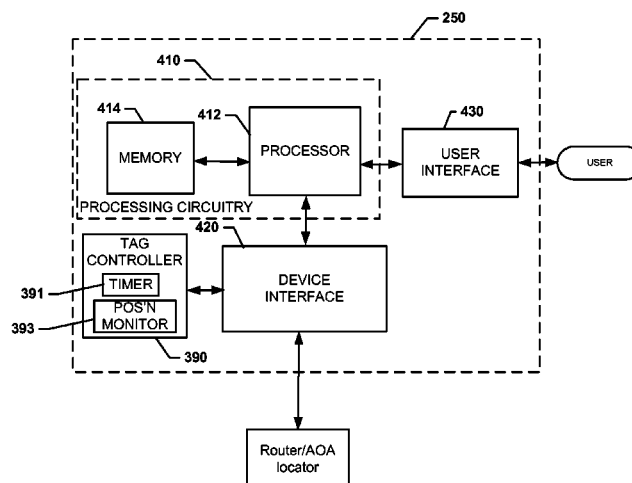 250
410
414
412
430
MEMORY
PROCESSOR
USER
INTERFACE
USER
PROCESSING CIRCUITRY
420
TAG
CONTROLLER
391
TIMER
DEVICE
INTERFACE
393
POS'N
MONITOR
390
Router/AOA
locator